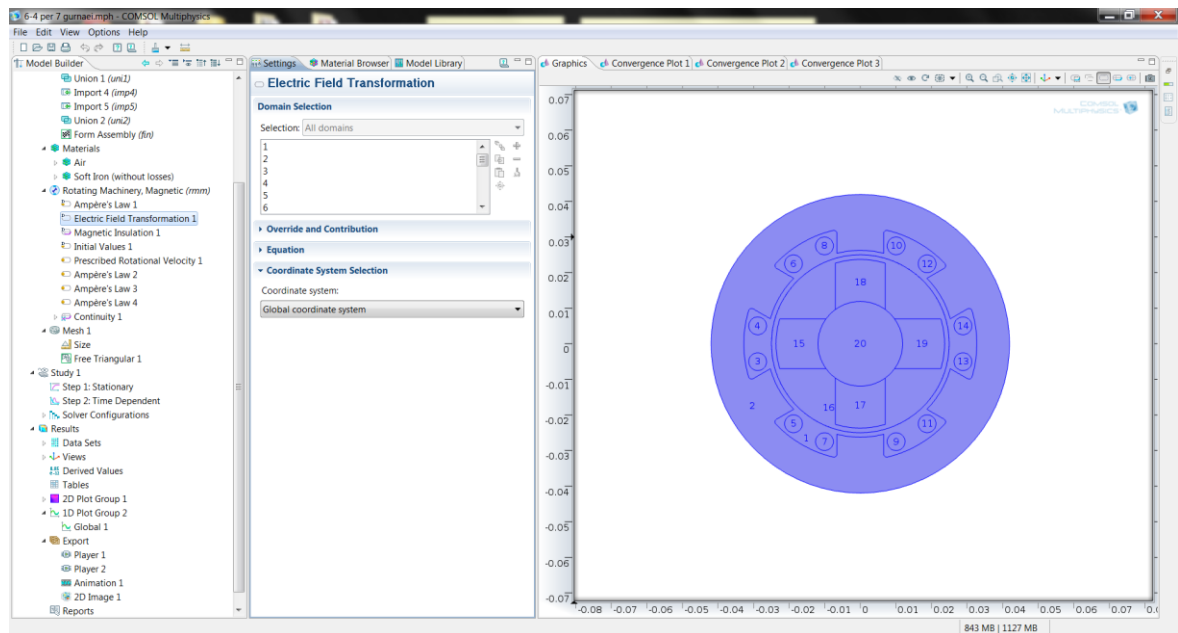 6-4 per 7 gurnaei.mph - COMSOL Multiphysics
File Edit View Options Help
Model Builder
Union 1 (uni1)
Import 4 (imp4)
Import 5 (imp5)
Union 2 (uni2)
Form Assembly (fin)
Materials
Air
Soft Iron (without losses)
Rotating Machinery, Magnetic (rmm)
Ampère's Law 1
Electric Field Transformation 1
Magnetic Insulation 1
Initial Values 1
Prescribed Rotational Velocity 1
Ampère's Law 2
Ampère's Law 3
Ampère's Law 4
Continuity 1
Mesh 1
Size
Free Triangular 1
Study 1
Step 1: Stationary
Step 2: Time Dependent
Solver Configurations
Results
Data Sets
Views
Derived Values
Tables
2D Plot Group 1
1D Plot Group 2
Global 1
Export
Player 1
Player 2
Animation 1
2D Image 1
Reports
Settings Material Browser Model Library
Electric Field Transformation
Domain Selection
Selection: All domains
1
2
3
4
5
6
Override and Contribution
Equation
Coordinate System Selection
Coordinate system:
Global coordinate system
Graphics Convergence Plot 1 Convergence Plot 2 Convergence Plot 3
COMSOL
MULTIPHYSICS
0.07
0.06
0.05
0.04
0.03
0.02
0.01
0
-0.01
-0.02
-0.03
-0.04
-0.05
-0.06
-0.07
8 10
6 12
18
4 14
15 20 19
3 13
2 16 17
5 11
1 7 9
-0.08 -0.07 -0.06 -0.05 -0.04 -0.03 -0.02 -0.01 0 0.01 0.02 0.03 0.04 0.05 0.06 0.07
843 MB | 1127 MB